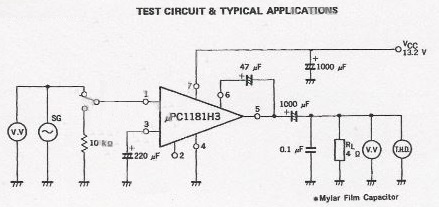 TEST CIRCUIT & TYPICAL APPLICATIONS
VCC
13.2 V
1000 μF
47 μF
7
6
SG
1
μPC1181H3
5
1000 μF
V.V
3
10 kΩ
220 μF
2
4
0.1 μF
RL
4 Ω
V.V
T.H.D.
* Mylar Film Capacitor